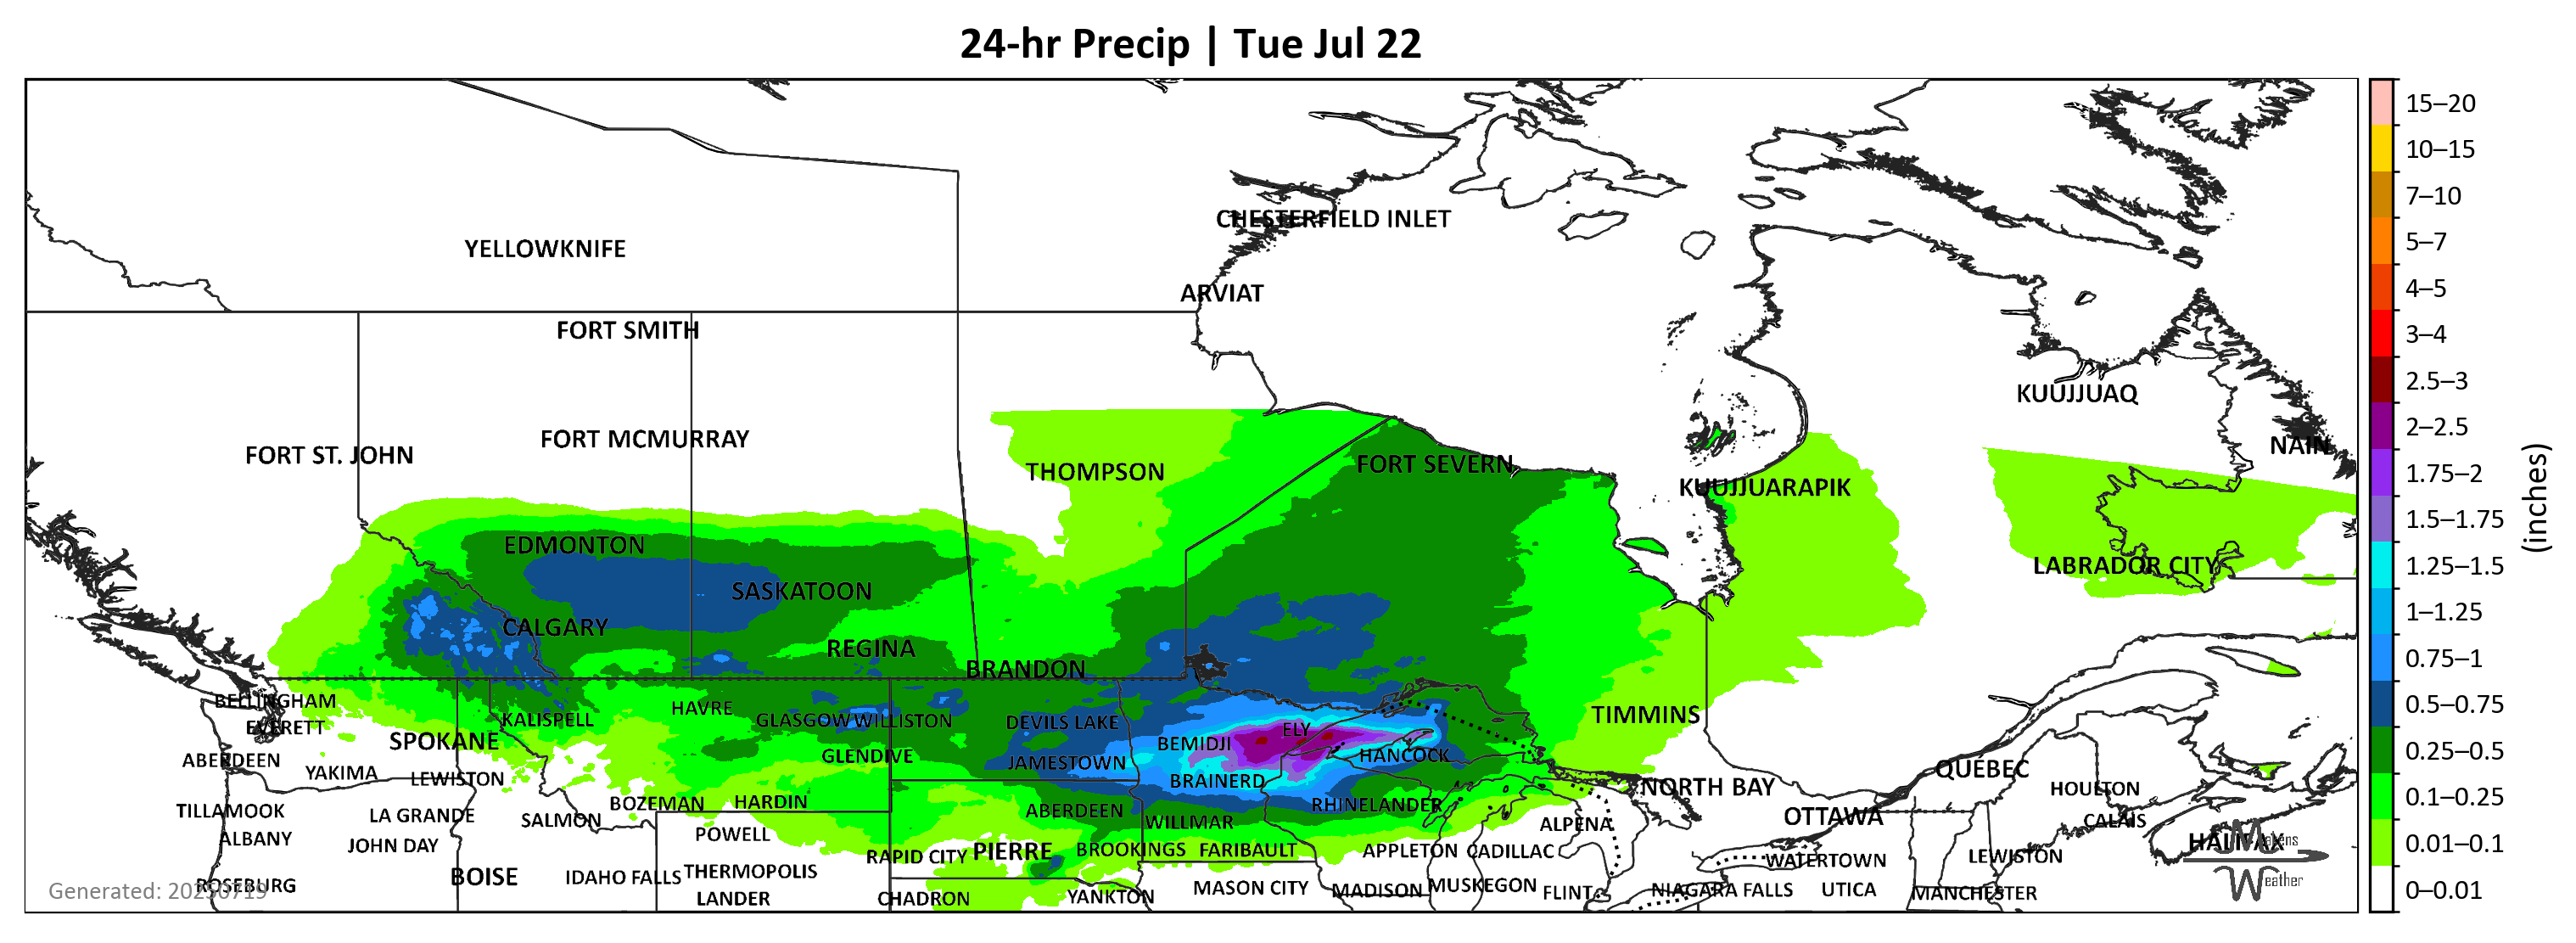 24-hr Precip | Tue Jul 22
15–20
10–15
7–10
5–7
4–5
3–4
2.5–3
2–2.5
1.75–2
1.5–1.75
1.25–1.5
1–1.25
0.75–1
0.5–0.75
0.25–0.5
0.1–0.25
0.01–0.1
0–0.01
(inches)
CHESTERFIELD INLET
YELLOWKNIFE
ARVIAT
FORT SMITH
KUUJJUAQ
FORT MCMURRAY
NAIN
FORT ST. JOHN
FORT SEVERN
THOMPSON
KUUJJUARAPIK
EDMONTON
LABRADOR CITY
SASKATOON
CALGARY
REGINA
BRANDON
BELLINGHAM
HAVRE
TIMMINS
KALISPELL
GLASGOW
WILLISTON
DEVILS LAKE
EVERETT
ELY
SPOKANE
BEMIDJI
GLENDIVE
HANCOCK
ABERDEEN
JAMESTOWN
QUÉBEC
YAKIMA
LEWISTON
BRAINERD
NORTH BAY
HOULTON
BOZEMAN
HARDIN
RHINELANDER
TILLAMOOK
LA GRANDE
ABERDEEN
OTTAWA
SALMON
WILLMAR
CALAIS
ALPENA
POWELL
ALBANY
HALIFAX
JOHN DAY
PIERRE
BROOKINGS
FARIBAULT
APPLETON
CADILLAC
RAPID CITY
WATERTOWN
LEWISTON
THERMOPOLIS
BOISE
IDAHO FALLS
Matens
Weather
ROSEBURG
MASON CITY
MADISON
MUSKEGON
FLINT
NIAGARA FALLS
UTICA
MANCHESTER
LANDER
CHADRON
YANKTON
Generated: 20250719